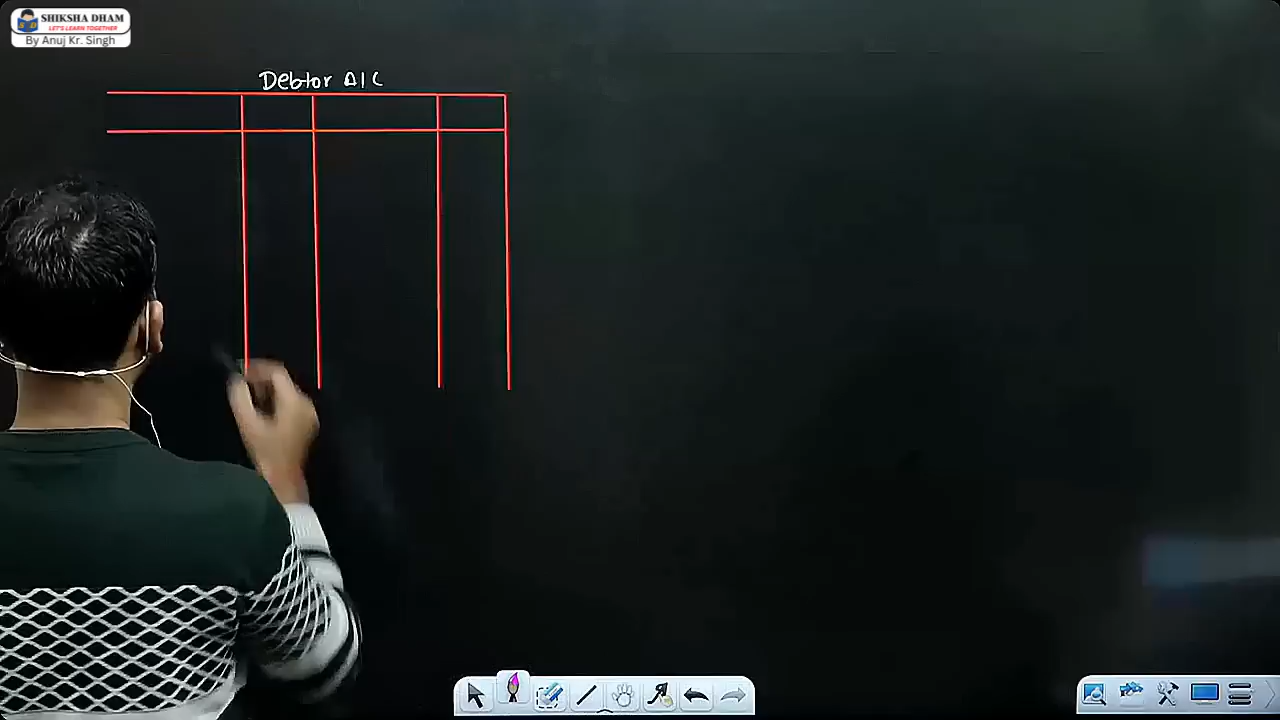 SHIKSHA DHAM
LET'S LEARN TOGETHER
By Anuj Kr. Singh
Debtor A/C